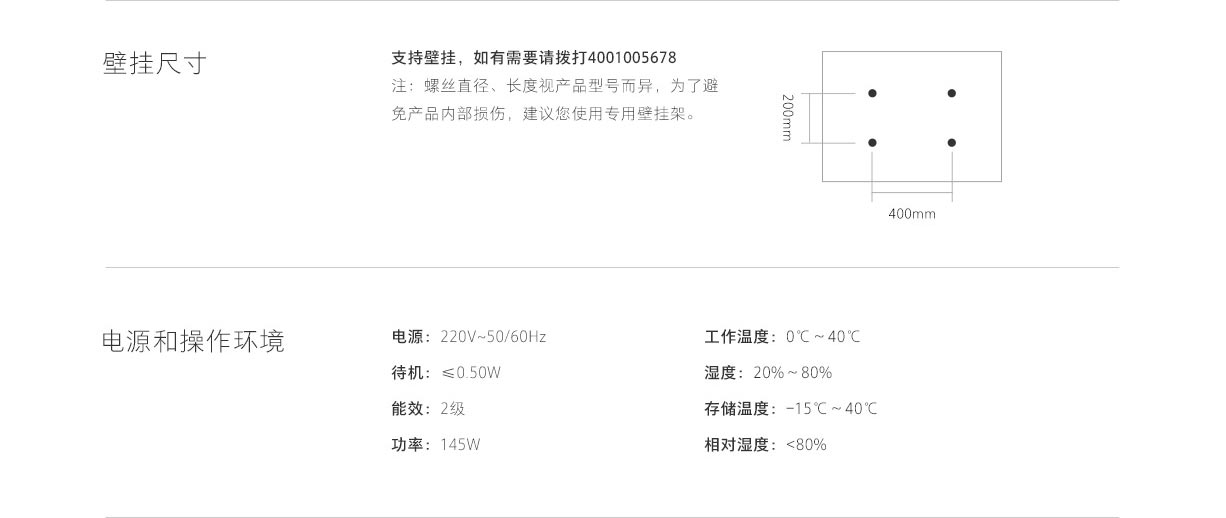 壁挂尺寸
支持壁挂，如有需要请拨打4001005678
注：螺丝直径、长度视产品型号而异，为了避
免产品内部损伤，建议您使用专用壁挂架。
200mm
400mm
电源和操作环境
电源：220V~50/60Hz
待机：≤0.50W
能效：2级
功率：145W
工作温度：0℃～40℃
湿度：20%～80%
存储温度：-15℃～40℃
相对湿度：<80%